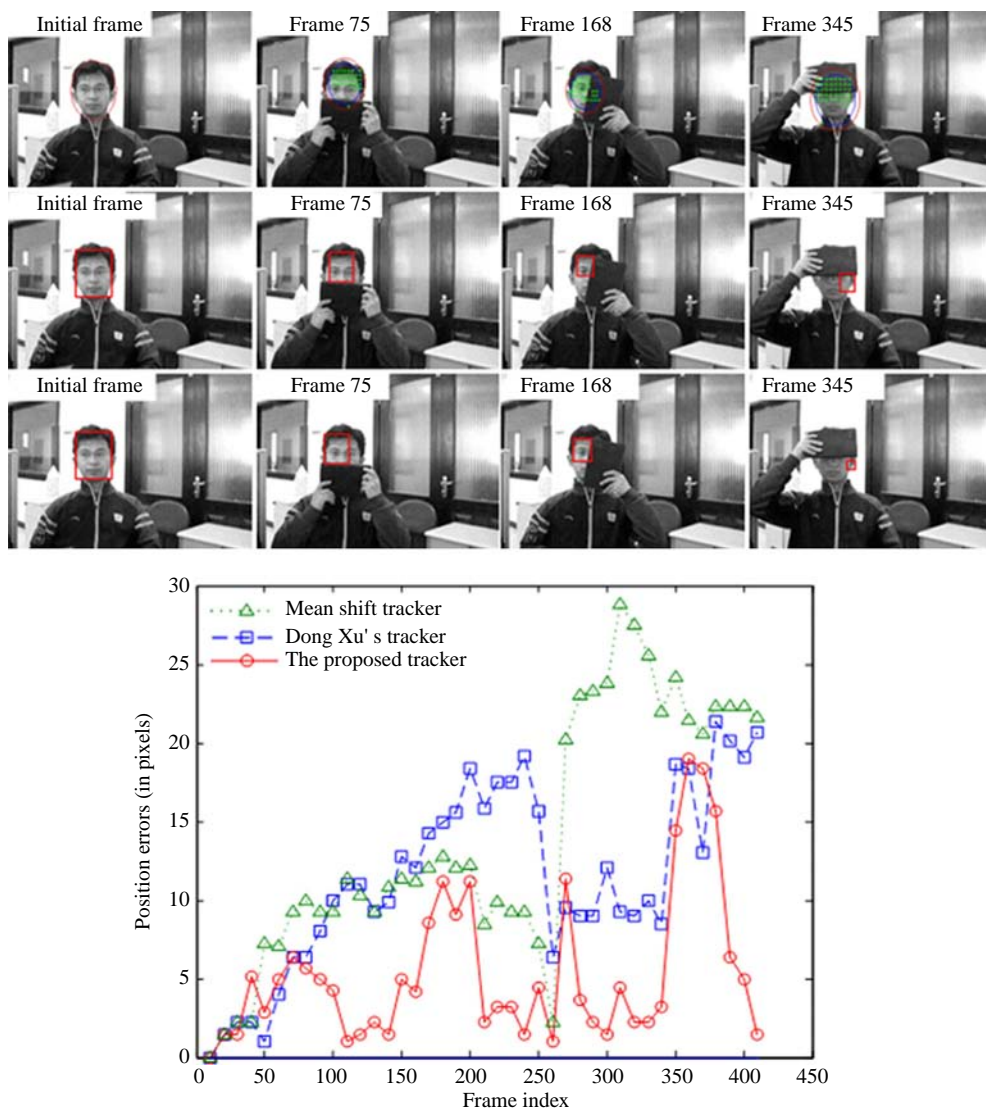 Initial frame Frame 75 Frame 168 Frame 345
Initial frame Frame 75 Frame 168 Frame 345
Initial frame Frame 75 Frame 168 Frame 345
30
25
20
15
10
5
0
Position errors (in pixels)
Mean shift tracker
Dong Xu' s tracker
The proposed tracker
0 50 100 150 200 250 300 350 400 450
Frame index